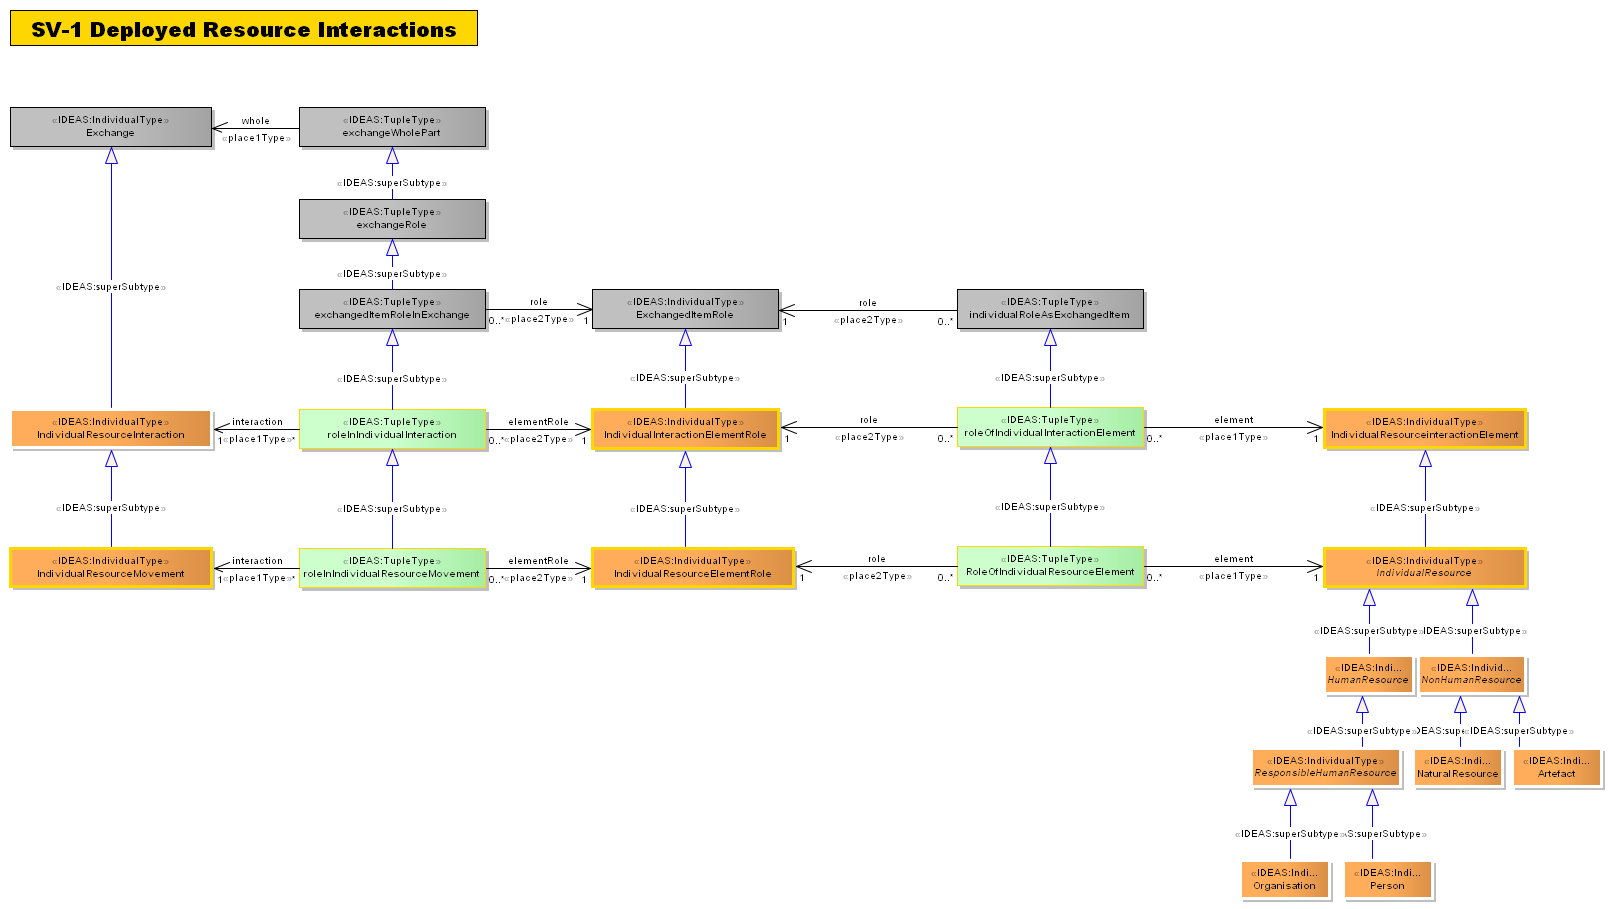 SV-1 Deployed Resource Interactions
«IDEAS:IndividualType»
Exchange
whole
«place1Type»
«IDEAS:TupleType»
exchangeWholePart
«IDEAS:superSubtype»
«IDEAS:TupleType»
exchangeRole
«IDEAS:superSubtype»
«IDEAS:superSubtype»
«IDEAS:TupleType»
exchangedItemRoleInExchange
role
0..* «place2Type» 1
«IDEAS:IndividualType»
ExchangedItemRole
role
1 «place2Type» 0..*
«IDEAS:TupleType»
individualRoleAsExchangedItem
«IDEAS:superSubtype»
«IDEAS:superSubtype»
«IDEAS:superSubtype»
«IDEAS:IndividualType»
IndividualResourceInteraction
interaction
1 «place1Type» *
«IDEAS:TupleType»
roleInIndividualInteraction
elementRole
0..* «place2Type» 1
«IDEAS:IndividualType»
IndividualInteractionElementRole
role
1 «place2Type» 0..*
«IDEAS:TupleType»
roleOfIndividualInteractionElement
element
0..* «place1Type» 1
«IDEAS:IndividualType»
IndividualResourceinteractionElement
«IDEAS:superSubtype»
«IDEAS:superSubtype»
«IDEAS:superSubtype»
«IDEAS:superSubtype»
«IDEAS:superSubtype»
«IDEAS:IndividualType»
IndividualResourceMovement
interaction
1 «place1Type» *
«IDEAS:TupleType»
roleInIndividualResourceMovement
elementRole
0..* «place2Type» 1
«IDEAS:IndividualType»
IndividualResourceElementRole
role
1 «place2Type» 0..*
«IDEAS:TupleType»
RoleOfIndividualResourceElement
element
0..* «place1Type» 1
«IDEAS:IndividualType»
IndividualResource
«IDEAS:superSubtype»
IDEAS:superSubtype»
«IDEAS:Indi...
HumanResource
«IDEAS:Individ...
NonHumanResource
«IDEAS:superSubtype»
«IDEAS:superSubtype»
«IDEAS:IndividualType»
ResponsibleHumanResource
«IDEAS:Indi...
NaturalResource
«IDEAS:Indi...
Artefact
«IDEAS:superSubtype»
S:superSubtype»
«IDEAS:Indi...
Organisation
«IDEAS:Indi...
Person